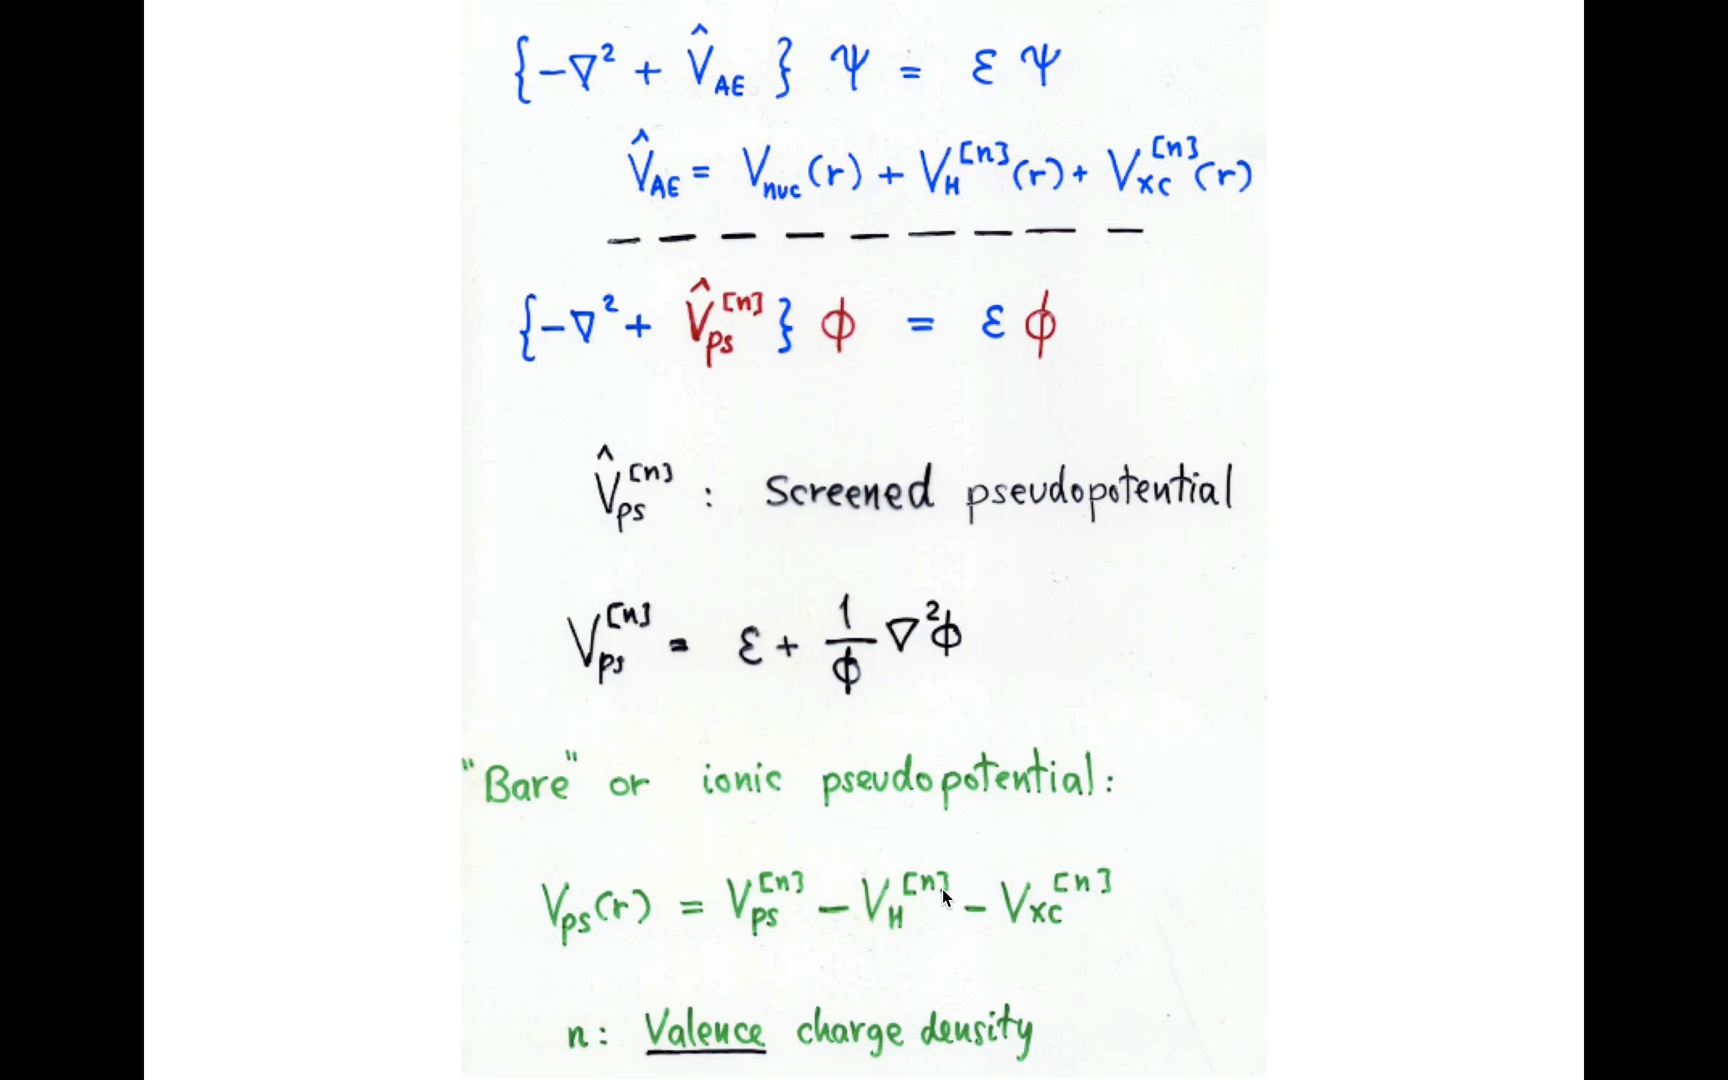 {-∇² + V̂_AE} Ψ = ε Ψ
V̂_AE = V_nuc(r) + V_H^[n](r) + V_xc^[n](r)
{-∇² + V̂_ps^[n]} ϕ = ε ϕ
V̂_ps^[n] : Screened pseudopotential
V_ps^[n] = ε + 1/ϕ ∇²ϕ
"Bare" or ionic pseudopotential:
V_ps(r) = V_ps^[n] - V_H^[n] - V_xc^[n]
n: Valence charge density